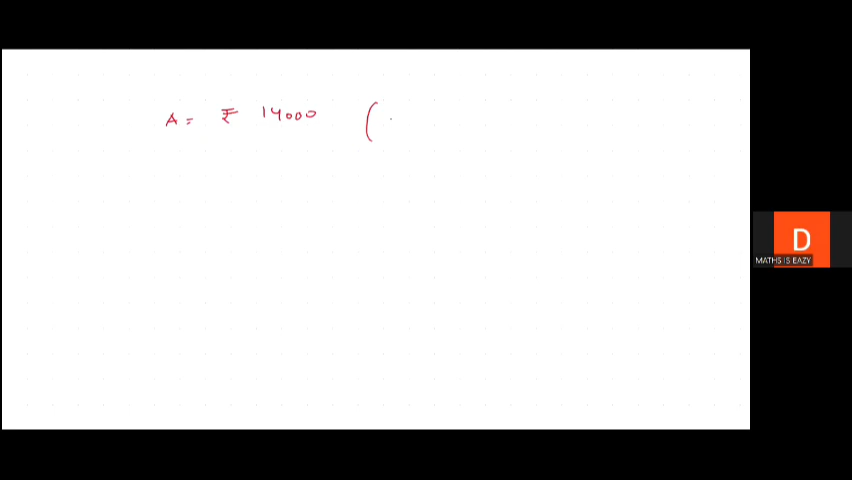 A = ₹ 14000 (
D
MATHS IS EAZY